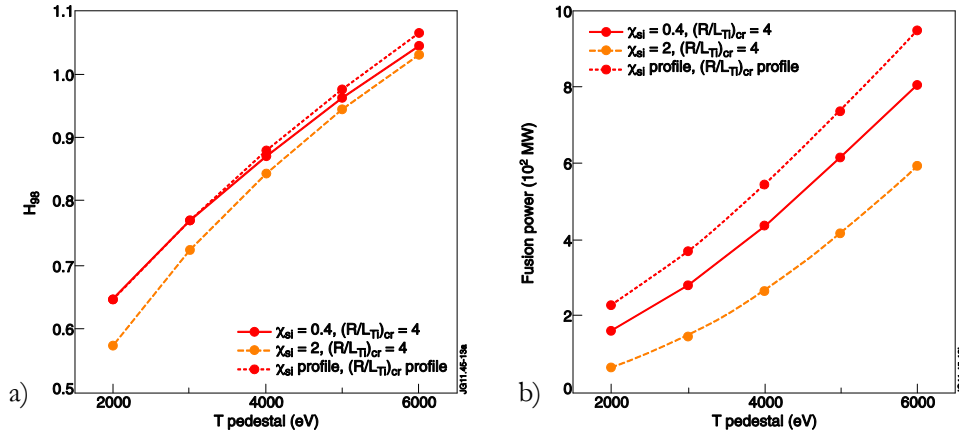 1.1
1.0
0.9
0.8
0.7
0.6
0.5
H98
χsi = 0.4, (R/LTi)cr = 4
χsi = 2, (R/LTi)cr = 4
χsi profile, (R/LTi)cr profile
JG11.45-13a
2000 4000 6000
T pedestal (eV)
a)
10
8
6
4
2
0
Fusion power (10² MW)
χsi = 0.4, (R/LTi)cr = 4
χsi = 2, (R/LTi)cr = 4
χsi profile, (R/LTi)cr profile
2000 4000 6000
T pedestal (eV)
b)